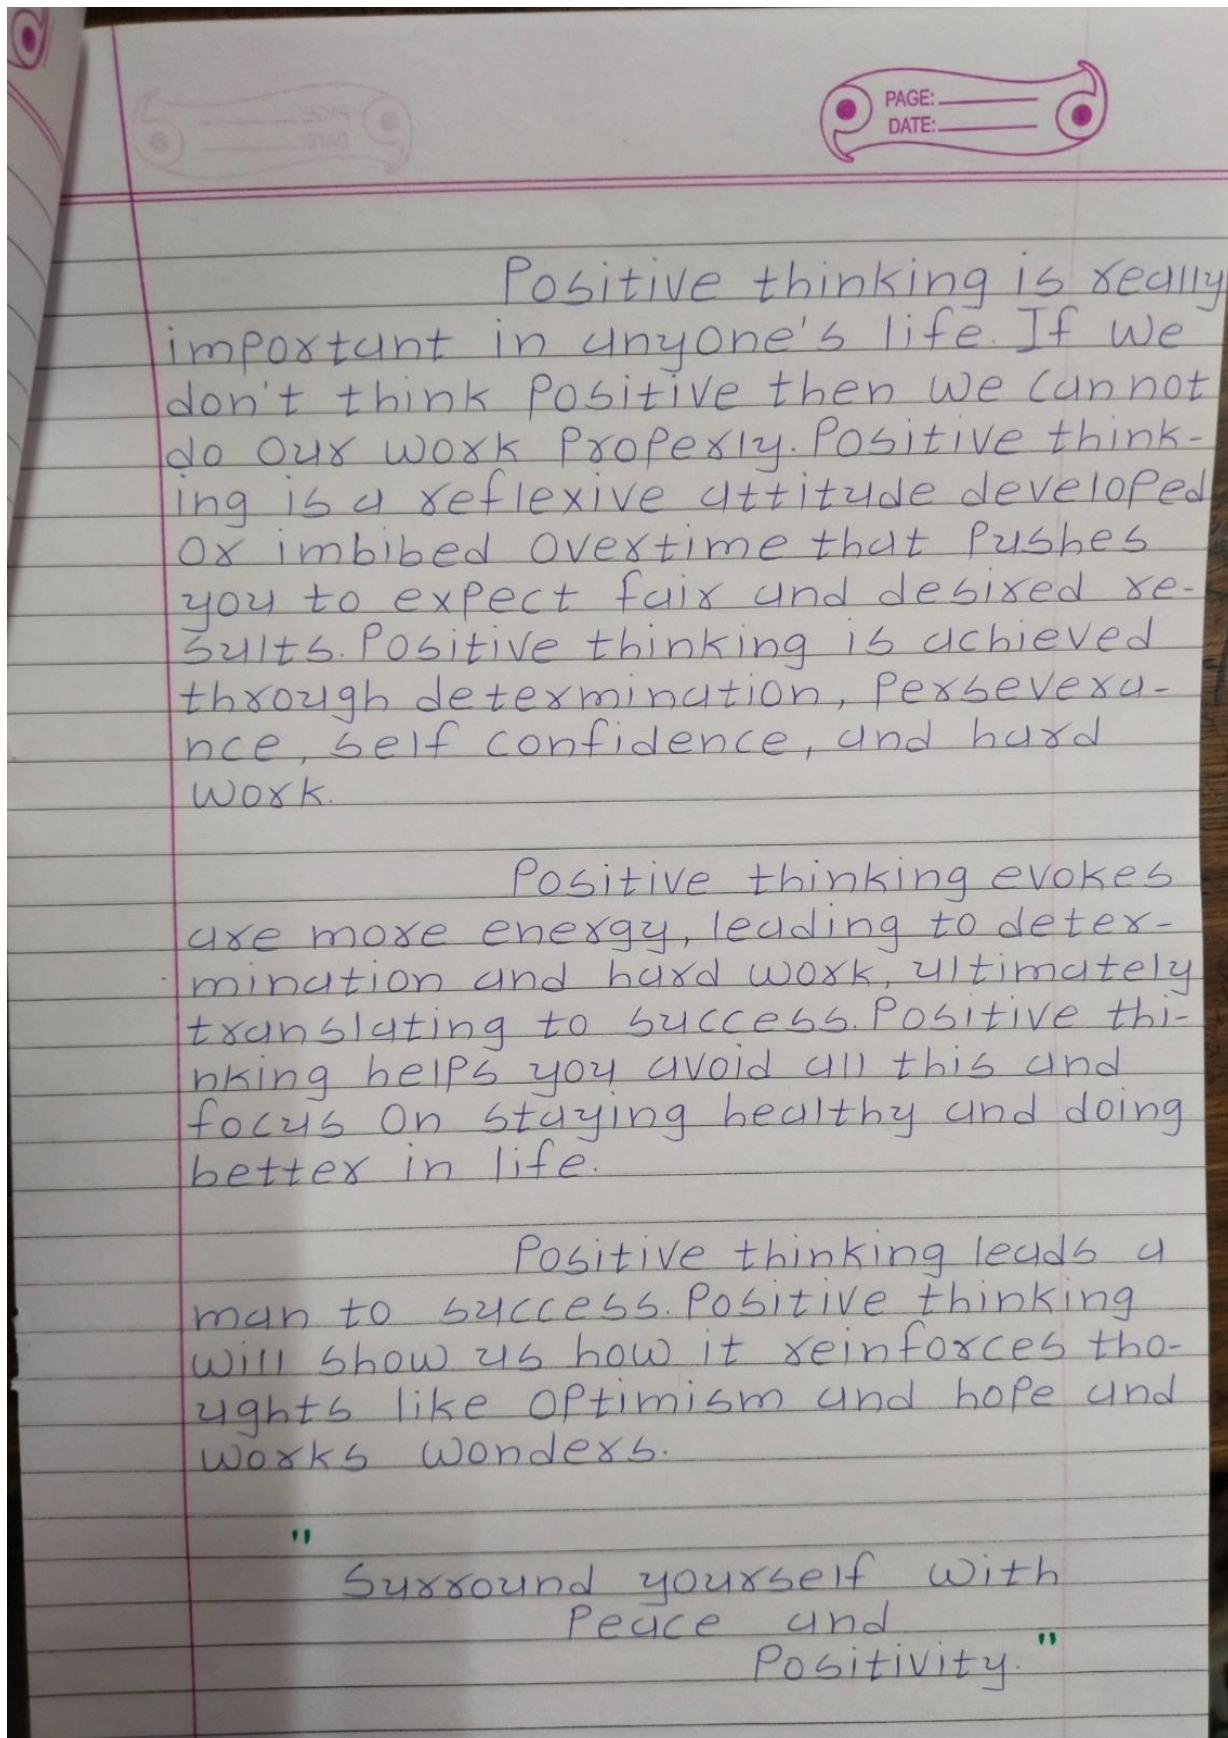 PAGE:
DATE:
Positive thinking is really
important in anyone's life. If we
don't think positive then we cannot
do our work properly. Positive think-
ing is a reflexive attitude developed
or imbibed overtime that pushes
you to expect fair and desired re-
sults. Positive thinking is achieved
through determination, persevera-
nce, self confidence, and hard
work.
Positive thinking evokes
are more energy, leading to deter-
mination and hard work, ultimately
translating to success. Positive thi-
nking helps you avoid all this and
focus on staying healthy and doing
better in life.
Positive thinking leads a
man to success. Positive thinking
will show us how it reinforces tho-
ughts like optimism and hope and
works wonders.
"
Surround yourself with
peace and
positivity."